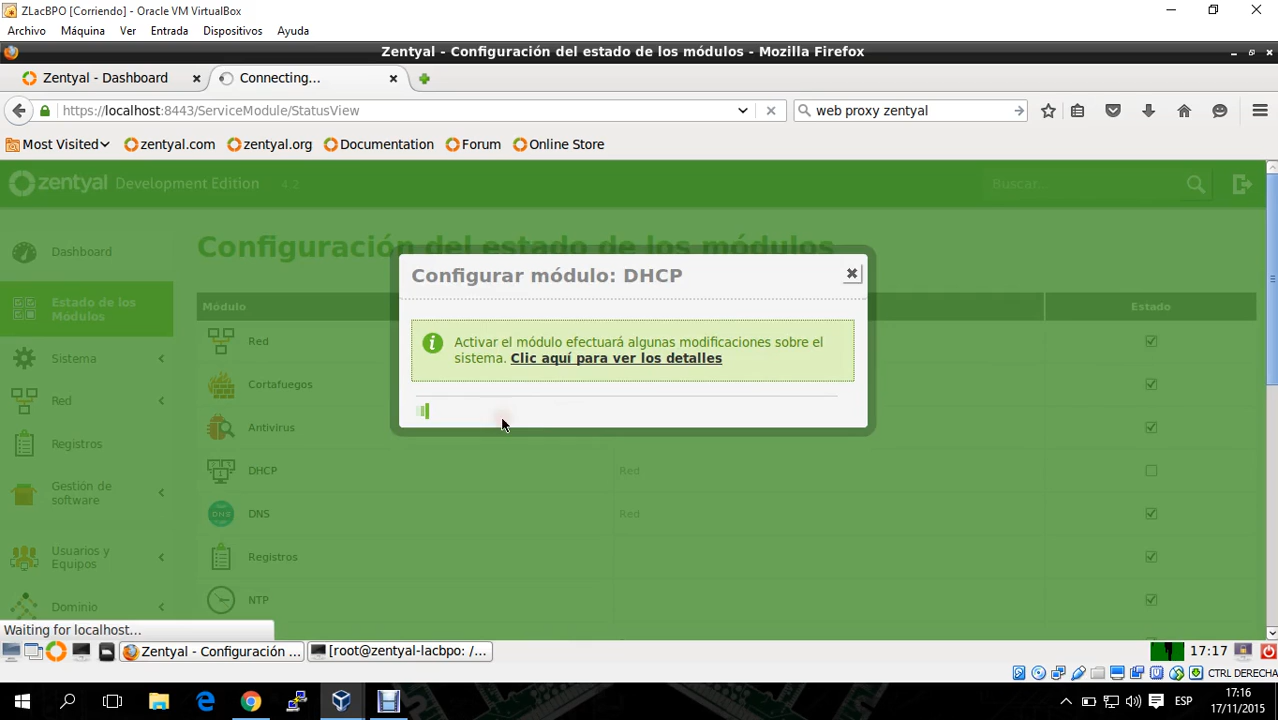 ZLacBPO [Corriendo] - Oracle VM VirtualBox
Archivo Máquina Ver Entrada Dispositivos Ayuda
Zentyal - Configuración del estado de los módulos - Mozilla Firefox
Zentyal - Dashboard Connecting...
https://localhost:8443/ServiceModule/StatusView web proxy zentyal
Most Visited zentyal.com zentyal.org Documentation Forum Online Store
zentyal Development Edition 4.2 Buscar...
Dashboard
Configuración del estado de los módulos
Configurar módulo: DHCP
Estado de los
Módulos
Módulo Estado
Red
Activar el módulo efectuará algunas modificaciones sobre el
sistema. Clic aquí para ver los detalles
Sistema
Cortafuegos
Red
Antivirus
Registros
DHCP Red
Gestión de
software
DNS Red
Usuarios y
Equipos
Registros
Dominio
NTP
Waiting for localhost...
Zentyal - Configuración ... [root@zentyal-lacbpo: /... 17:17
CTRL DERECHA
ESP 17:16
17/11/2015